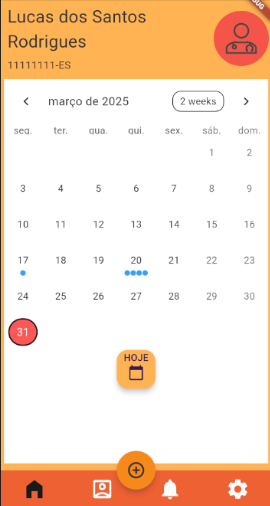 Lucas dos Santos
Rodrigues
11111111-ES
março de 2025 2 weeks
seg. ter. qua. qui. sex. sáb. dom.
1 2
3 4 5 6 7 8 9
10 11 12 13 14 15 16
17 18 19 20 21 22 23
24 25 26 27 28 29 30
31
HOJE